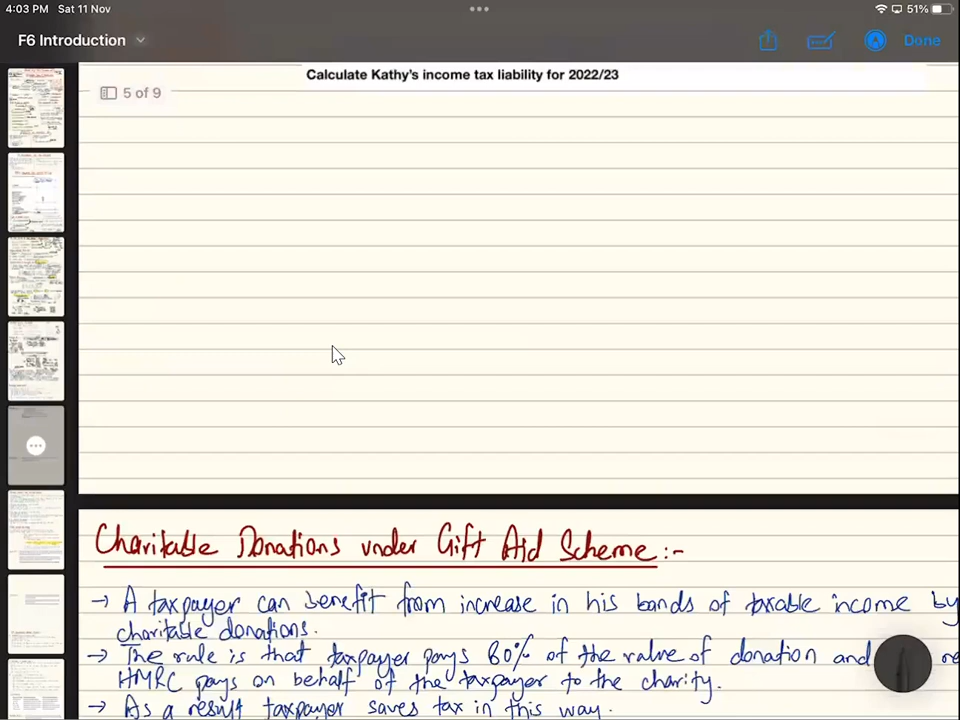 4:03 PM Sat 11 Nov
51%
F6 Introduction
Done
Calculate Kathy's income tax liability for 2022/23
5 of 9
Charitable Donations under Gift Aid Scheme :-
→ A taxpayer can benefit from increase in his bands of taxable income by
charitable donations.
→ The rule is that taxpayer pays 80% of the value of donation and
HMRC pays on behalf of the taxpayer to the charity.
→ As a result taxpayer saves tax in this way.